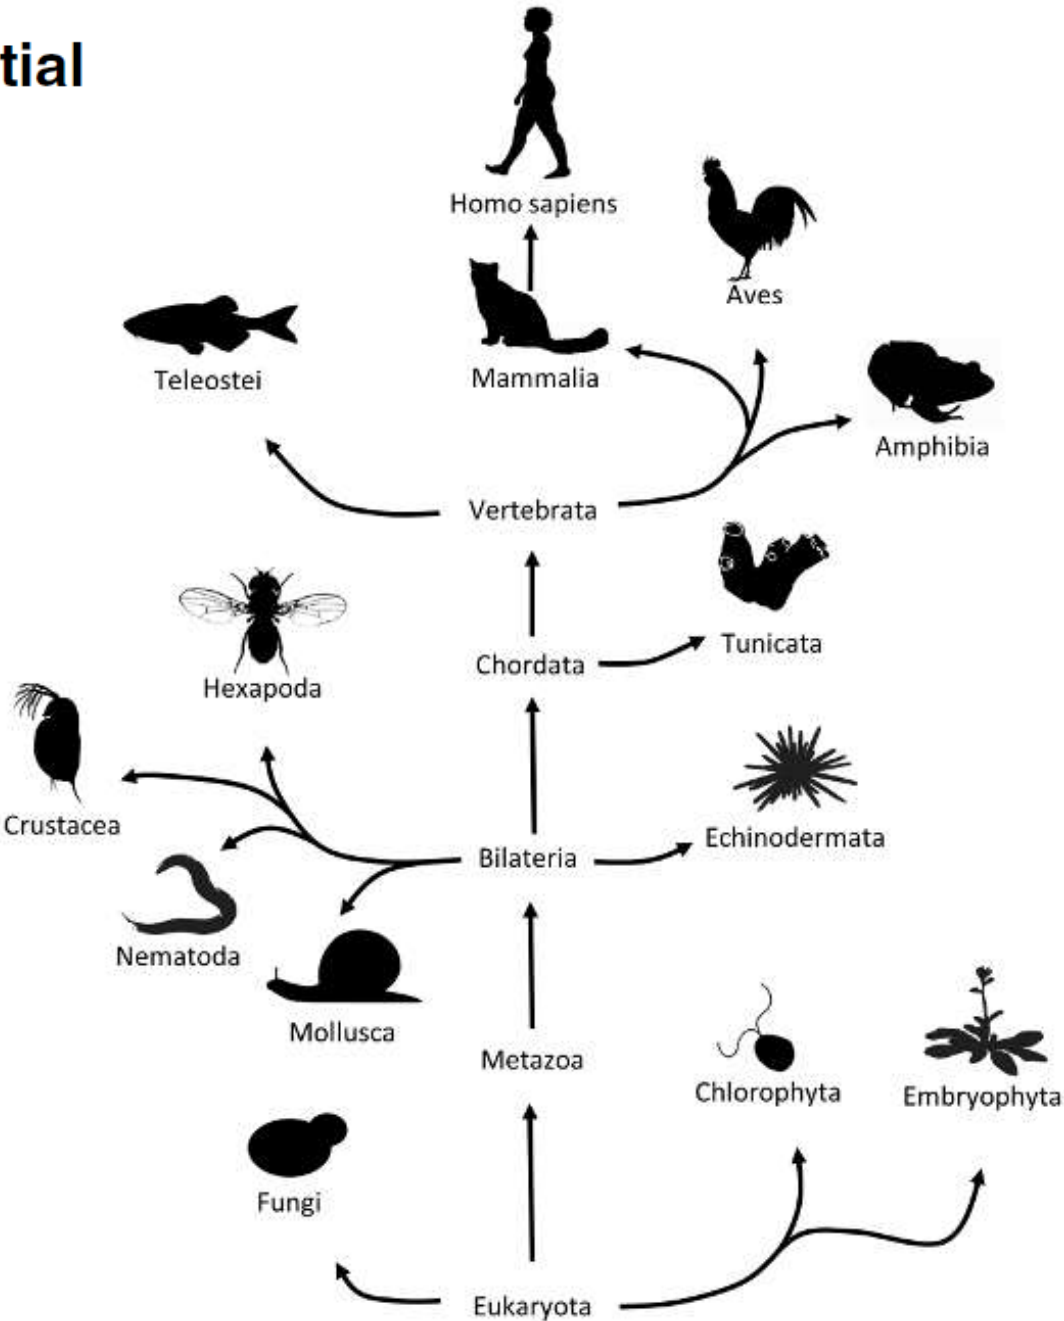 tial
Homo sapiens
Aves
Teleostei
Mammalia
Amphibia
Vertebrata
Tunicata
Chordata
Hexapoda
Crustacea
Echinodermata
Bilateria
Nematoda
Mollusca
Metazoa
Chlorophyta
Embryophyta
Fungi
Eukaryota